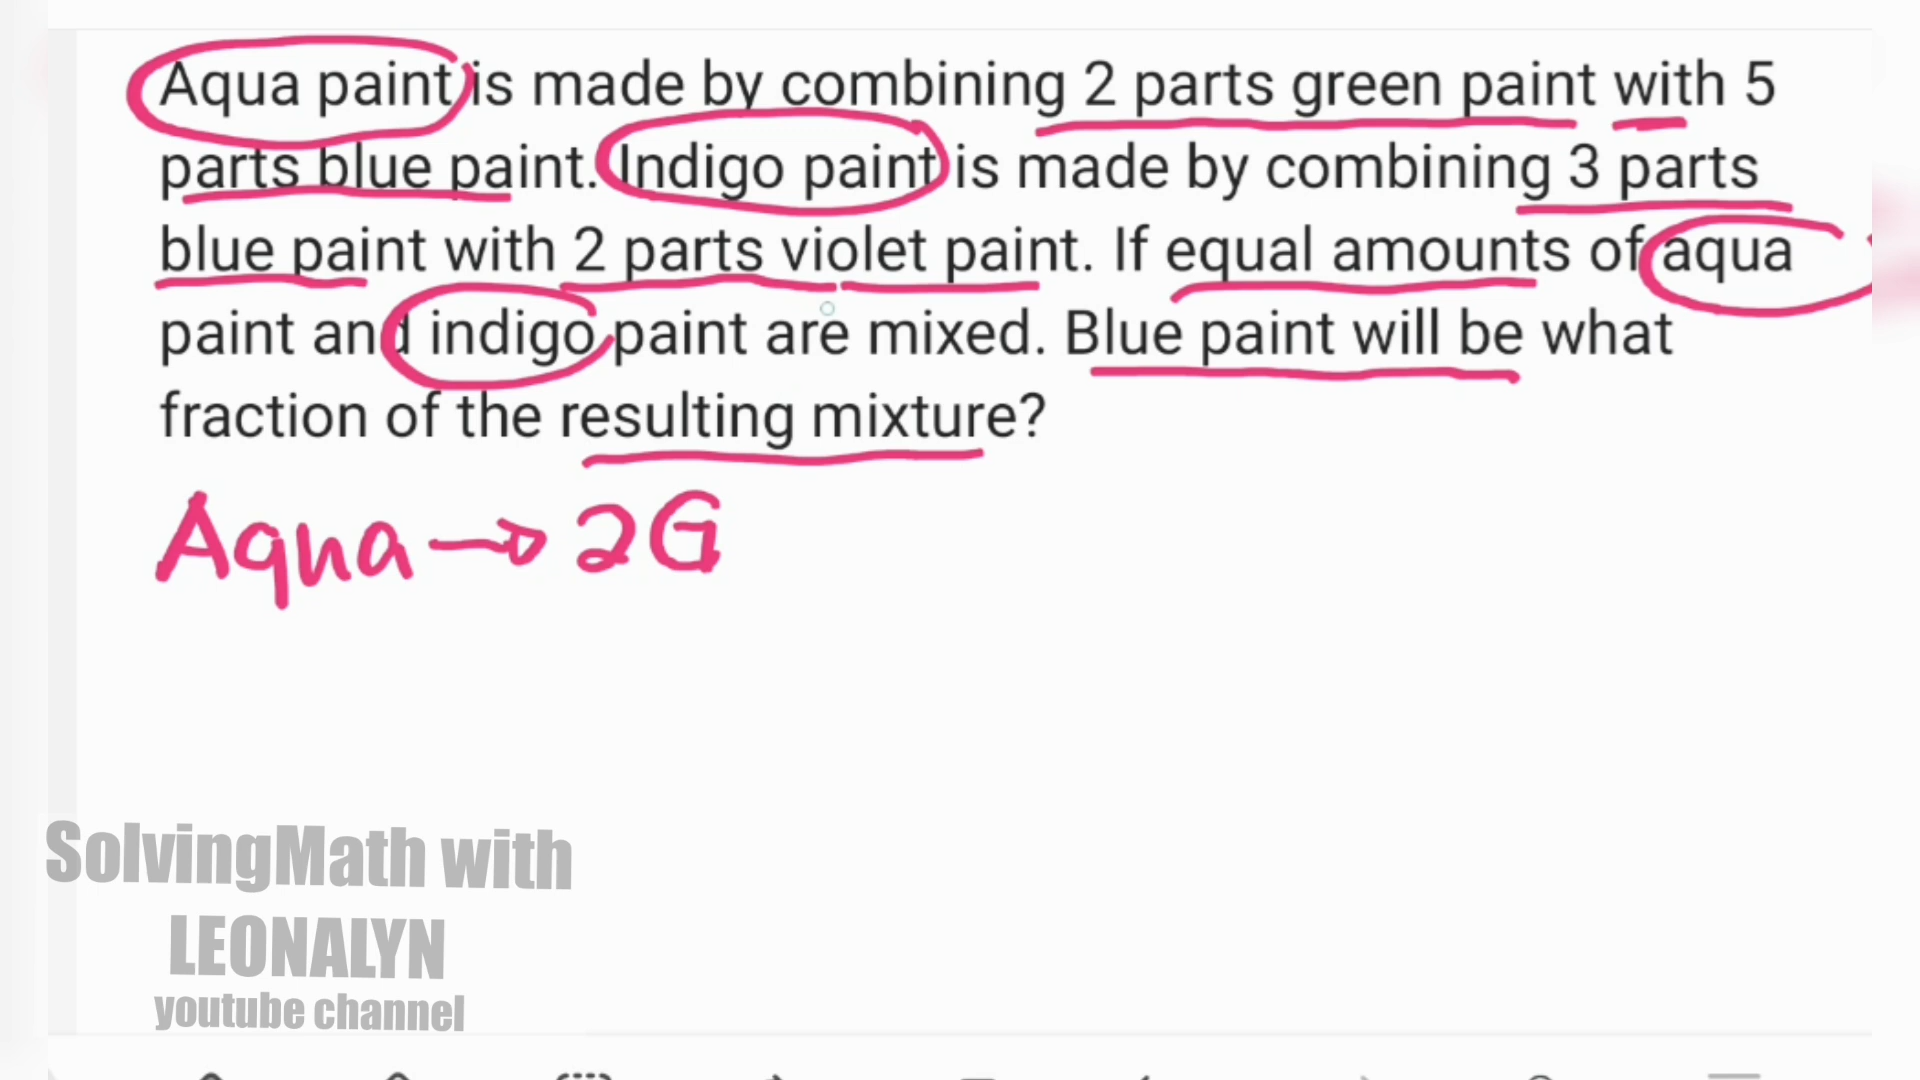 Aqua paint is made by combining 2 parts green paint with 5
parts blue paint. Indigo paint is made by combining 3 parts
blue paint with 2 parts violet paint. If equal amounts of aqua
paint and indigo paint are mixed. Blue paint will be what
fraction of the resulting mixture?
Aqua → 2G
SolvingMath with
LEONALYN
youtube channel